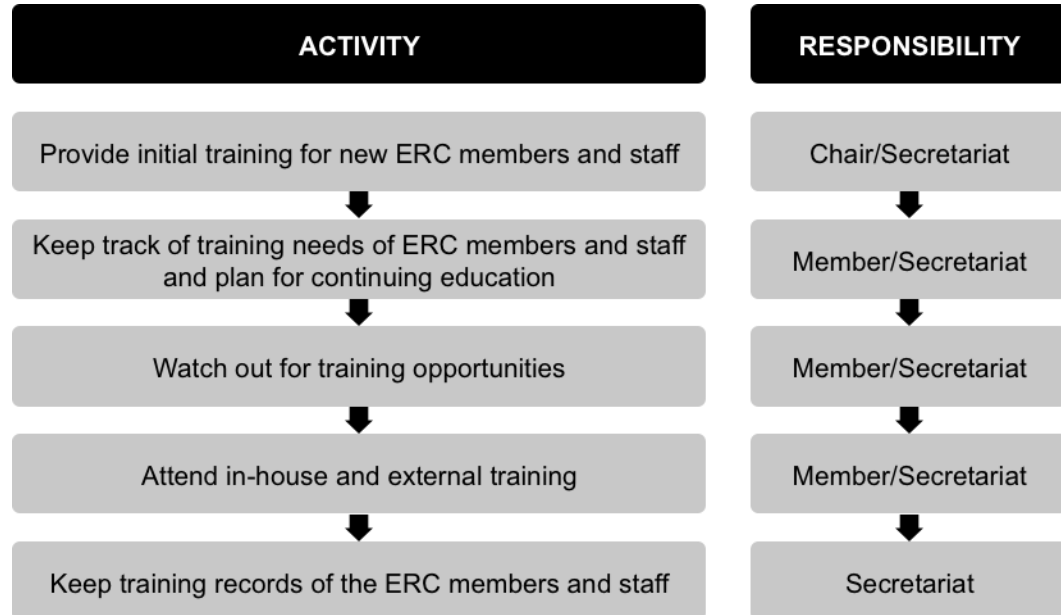 ACTIVITY
RESPONSIBILITY
Provide initial training for new ERC members and staff
Chair/Secretariat
Keep track of training needs of ERC members and staff
and plan for continuing education
Member/Secretariat
Watch out for training opportunities
Member/Secretariat
Attend in-house and external training
Member/Secretariat
Keep training records of the ERC members and staff
Secretariat